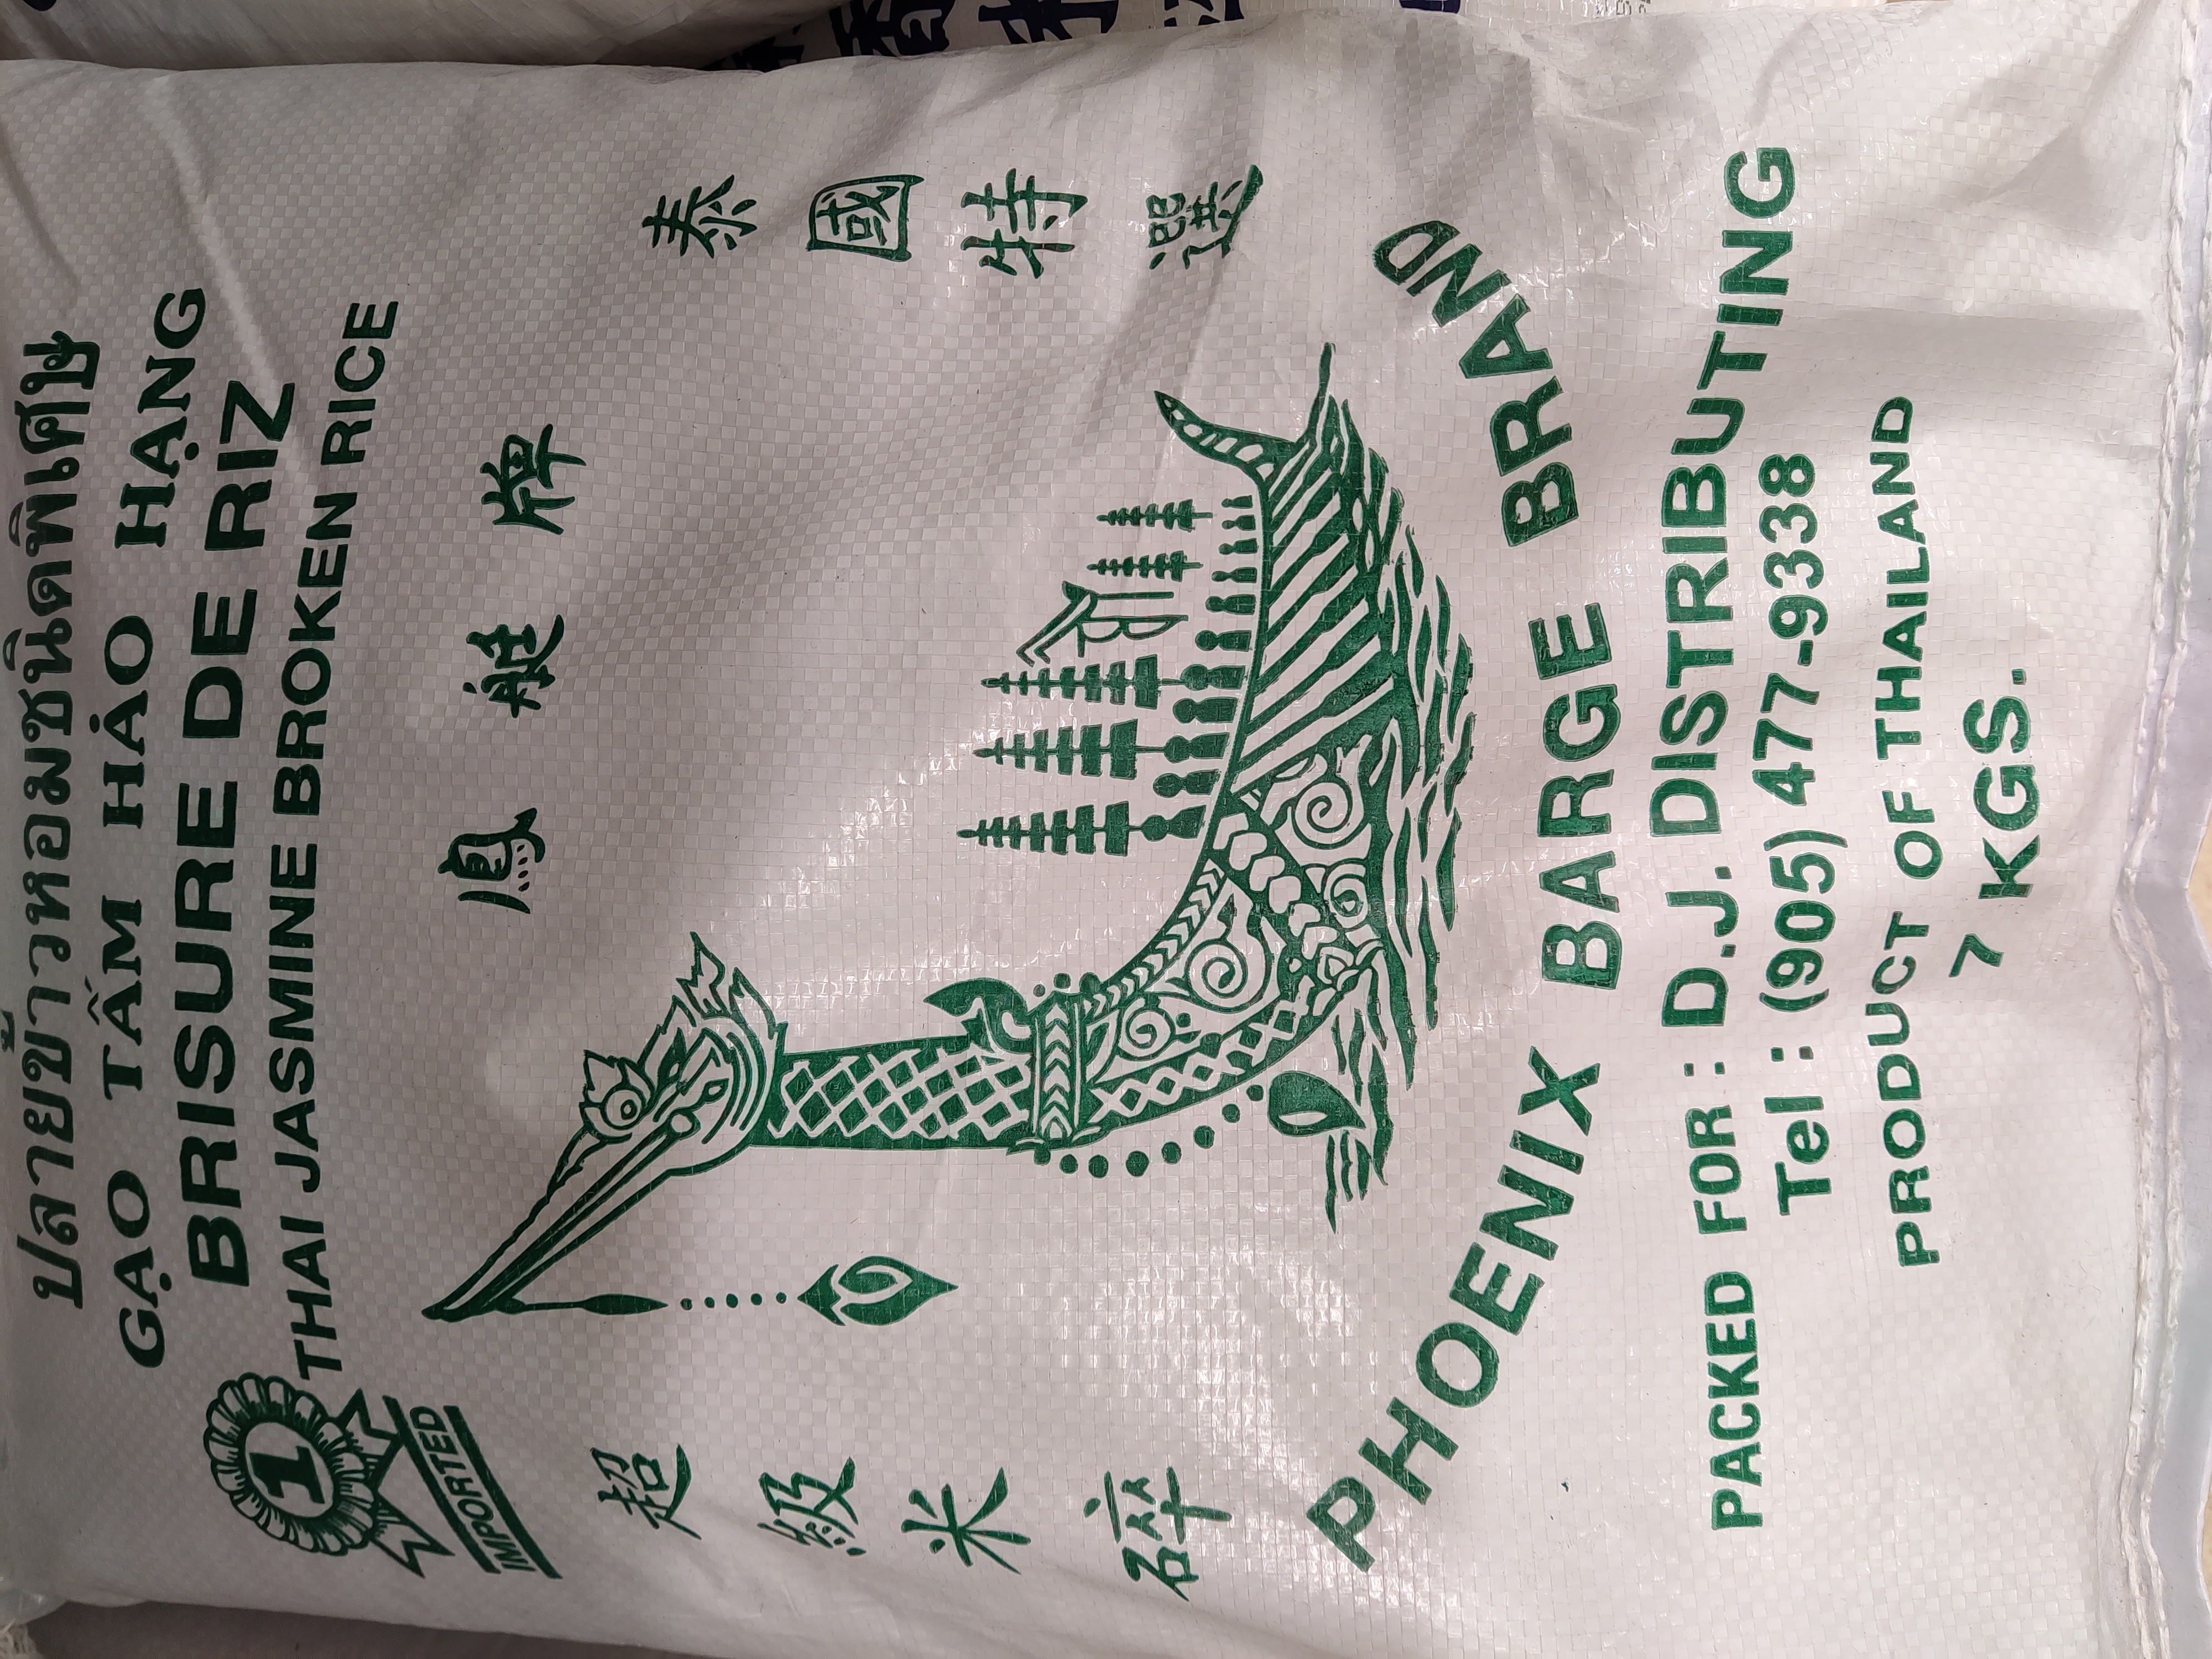 ปลายข้าวหอมชนิดพิเศษ
GẠO TẤM HẢO HẠNG
BRISURE DE RIZ
THAI JASMINE BROKEN RICE
1
IMPORTED
鳳艇牌
超級米碎
泰國特選
PHOENIX BARGE BRAND
PACKED FOR : D.J. DISTRIBUTING
Tel : (905) 477-9338
PRODUCT OF THAILAND
7 KGS.